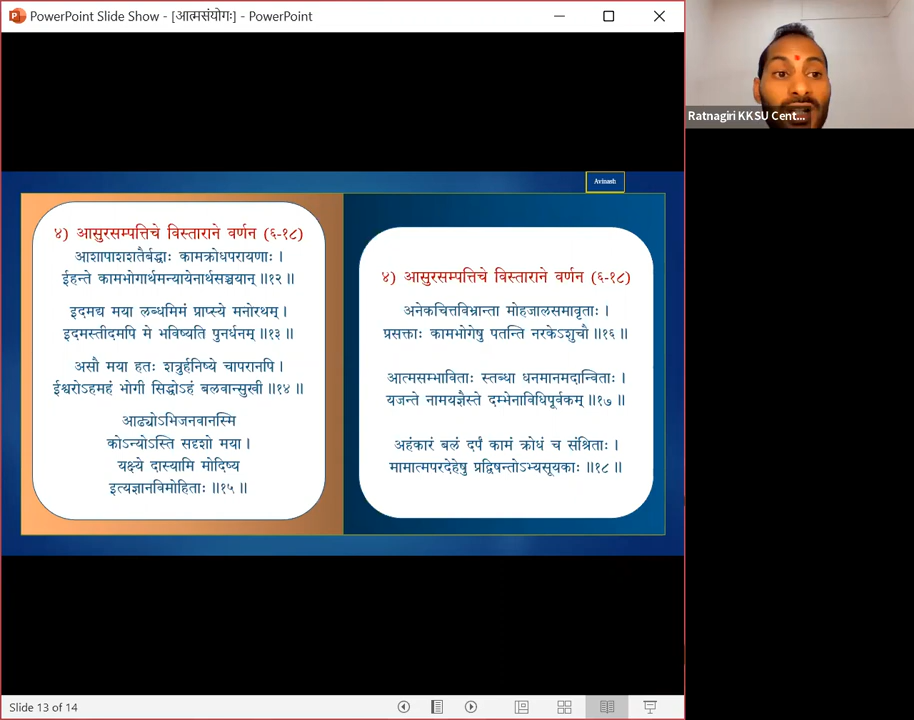 PowerPoint Slide Show - [आत्मसंयोगः] - PowerPoint
Ratnagiri KKSU Cent...
Avinash
४) आसुरसम्पत्तिचे विस्ताराने वर्णन (६-१८)
आशापाशशतैर्बद्धाः कामक्रोधपरायणाः ।
ईहन्ते कामभोगार्थमन्यायेनार्थसञ्चयान् ॥१२॥
इदमद्य मया लब्धमिमं प्राप्स्ये मनोरथम् ।
इदमस्तीदमपि मे भविष्यति पुनर्धनम् ॥१३॥
असौ मया हतः शत्रुर्हनिष्ये चापरानपि ।
ईश्वरोऽहमहं भोगी सिद्धोऽहं बलवान्सुखी ॥१४॥
आढ्योऽभिजनवानस्मि
कोऽन्योऽस्ति सदृशो मया ।
यक्ष्ये दास्यामि मोदिष्य
इत्यज्ञानविमोहिताः ॥१५॥
४) आसुरसम्पत्तिचे विस्ताराने वर्णन (६-१८)
अनेकचित्तविभ्रान्ता मोहजालसमावृताः ।
प्रसक्ताः कामभोगेषु पतन्ति नरकेऽशुचौ ॥१६॥
आत्मसम्भाविताः स्तब्धा धनमानमदान्विताः ।
यजन्ते नामयज्ञैस्ते दम्भेनाविधिपूर्वकम् ॥१७॥
अहंकारं बलं दर्पं कामं क्रोधं च संश्रिताः ।
मामात्मपरदेहेषु प्रद्विषन्तोऽभ्यसूयकाः ॥१८॥
Slide 13 of 14